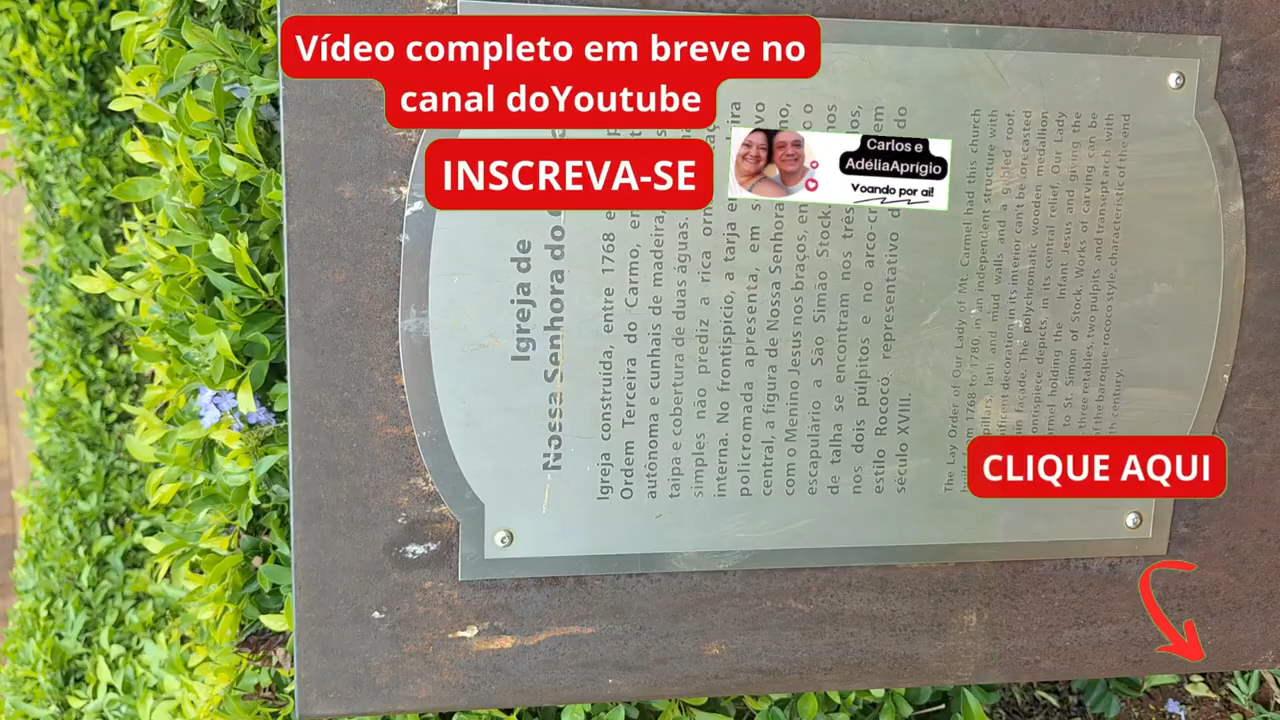 Vídeo completo em breve no
canal doYoutube
INSCREVA-SE
Carlos e
AdéliaAprígio
Voando por ai!
CLIQUE AQUI
Igreja de
Nossa Senhora do
Igreja construída, entre 1768 e
Ordem Terceira do Carmo, em
autônoma e cunhais de madeira,
taipa e cobertura de duas águas.
simples não prediz a rica
interna. No frontispício, a tarja em
policromada apresenta, em
central, a figura de Nossa Senhora
com o Menino Jesus nos braços,
escapulário a São Simão Stock.
de talha se encontram nos três
nos dois púlpitos e no em
estilo Rococó, representativo do
século XVIII.
The Lay Order of Our Lady of Mt. Carmel had this church
from 1768 to 1780, in an independent structure with
pillars, lath and mud walls and a gabled roof.
decoration in its interior can't be forecasted
façade. The polychromatic wooden medallion
depicts, in its central relief, Our Lady
holding the Infant Jesus and giving the
to St. Simon of Stock. Works of carving can be
three retables, two pulpits and transept arch with
of the baroque-rococo style, characteristic of the end
century.